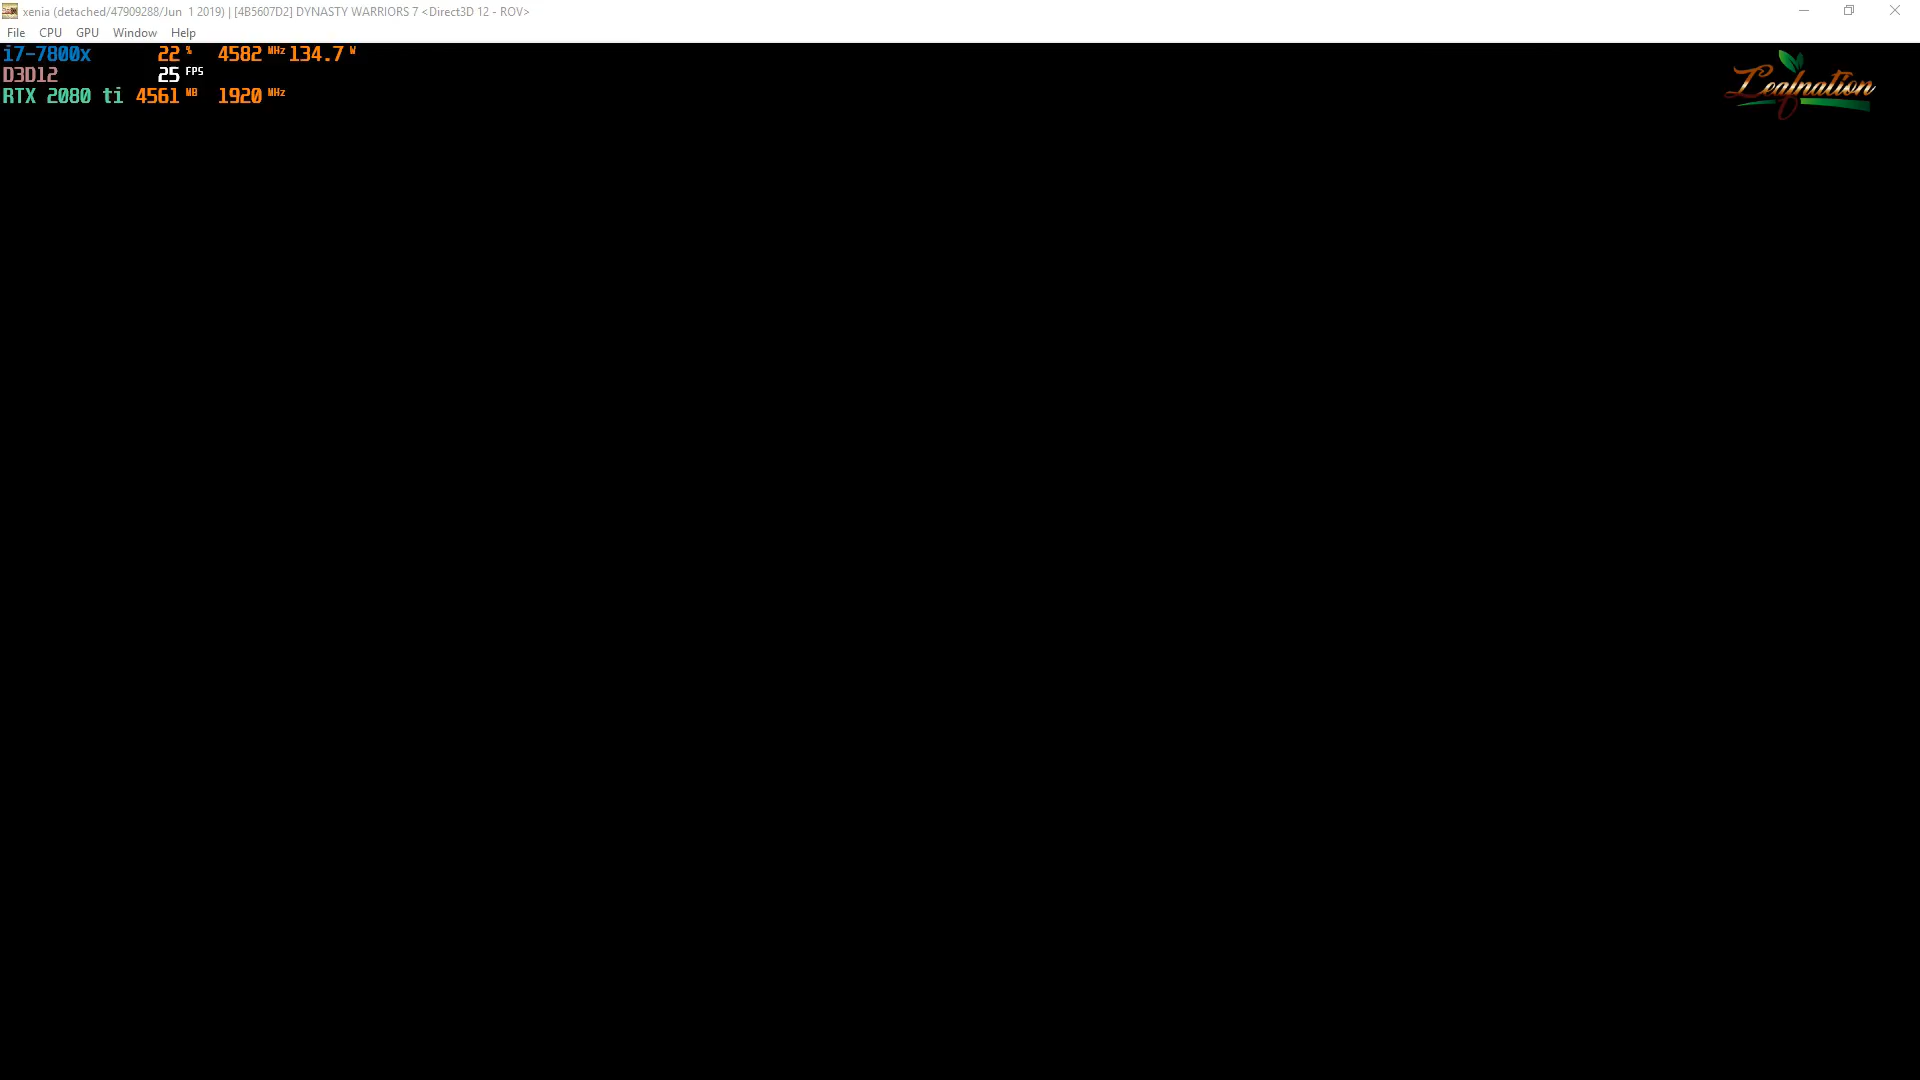 xenia (detached/47909288/Jun 1 2019) | [4B5607D2] DYNASTY WARRIORS 7 <Direct3D 12 - ROV>
File CPU GPU Window Help
i7-7800x 22 % 4582 MHz 134.7 W
D3D12 25 FPS
RTX 2080 ti 4561 MB 1920 MHz
Leafnation